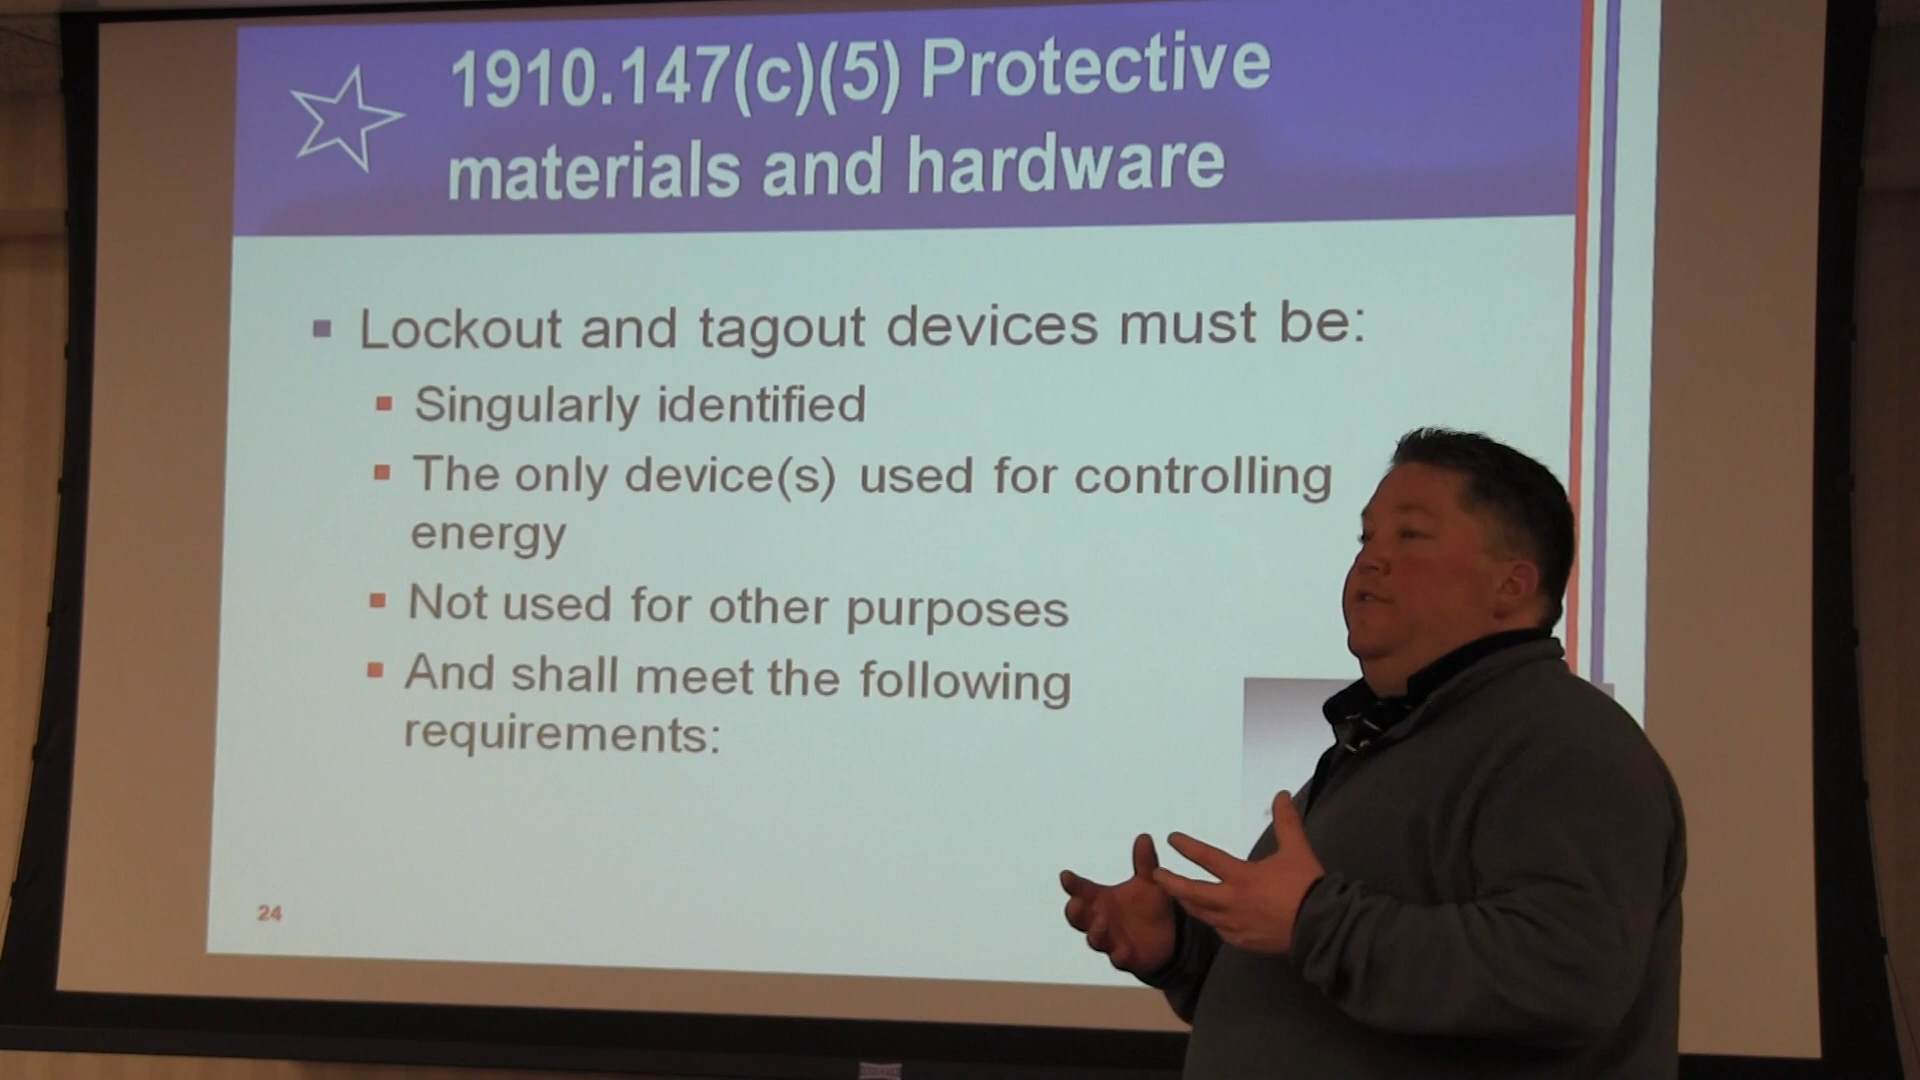 1910.147(c)(5) Protective
materials and hardware
Lockout and tagout devices must be:
Singularly identified
The only device(s) used for controlling
energy
Not used for other purposes
And shall meet the following
requirements:
24